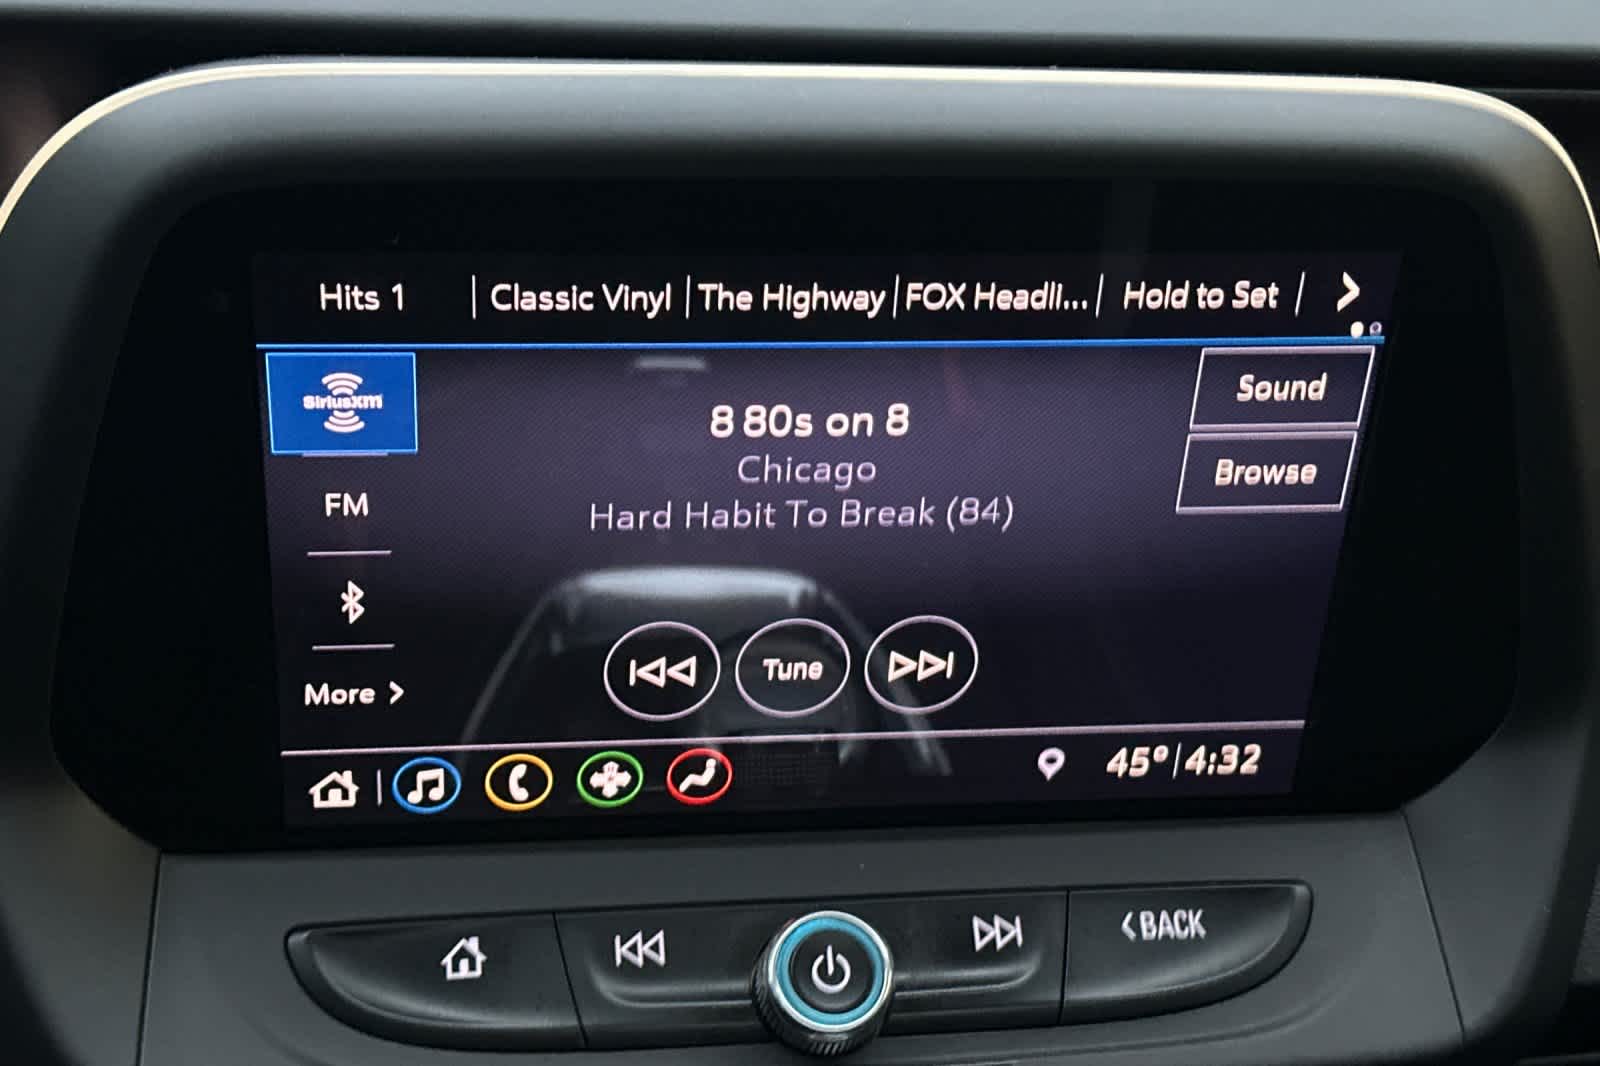 Hits 1 | Classic Vinyl | The Highway | FOX Headli... | Hold to Set |
SiriusXM
Sound
8 80s on 8
Chicago
Browse
Hard Habit To Break (84)
FM
More >
Tune
45° | 4:32
< BACK